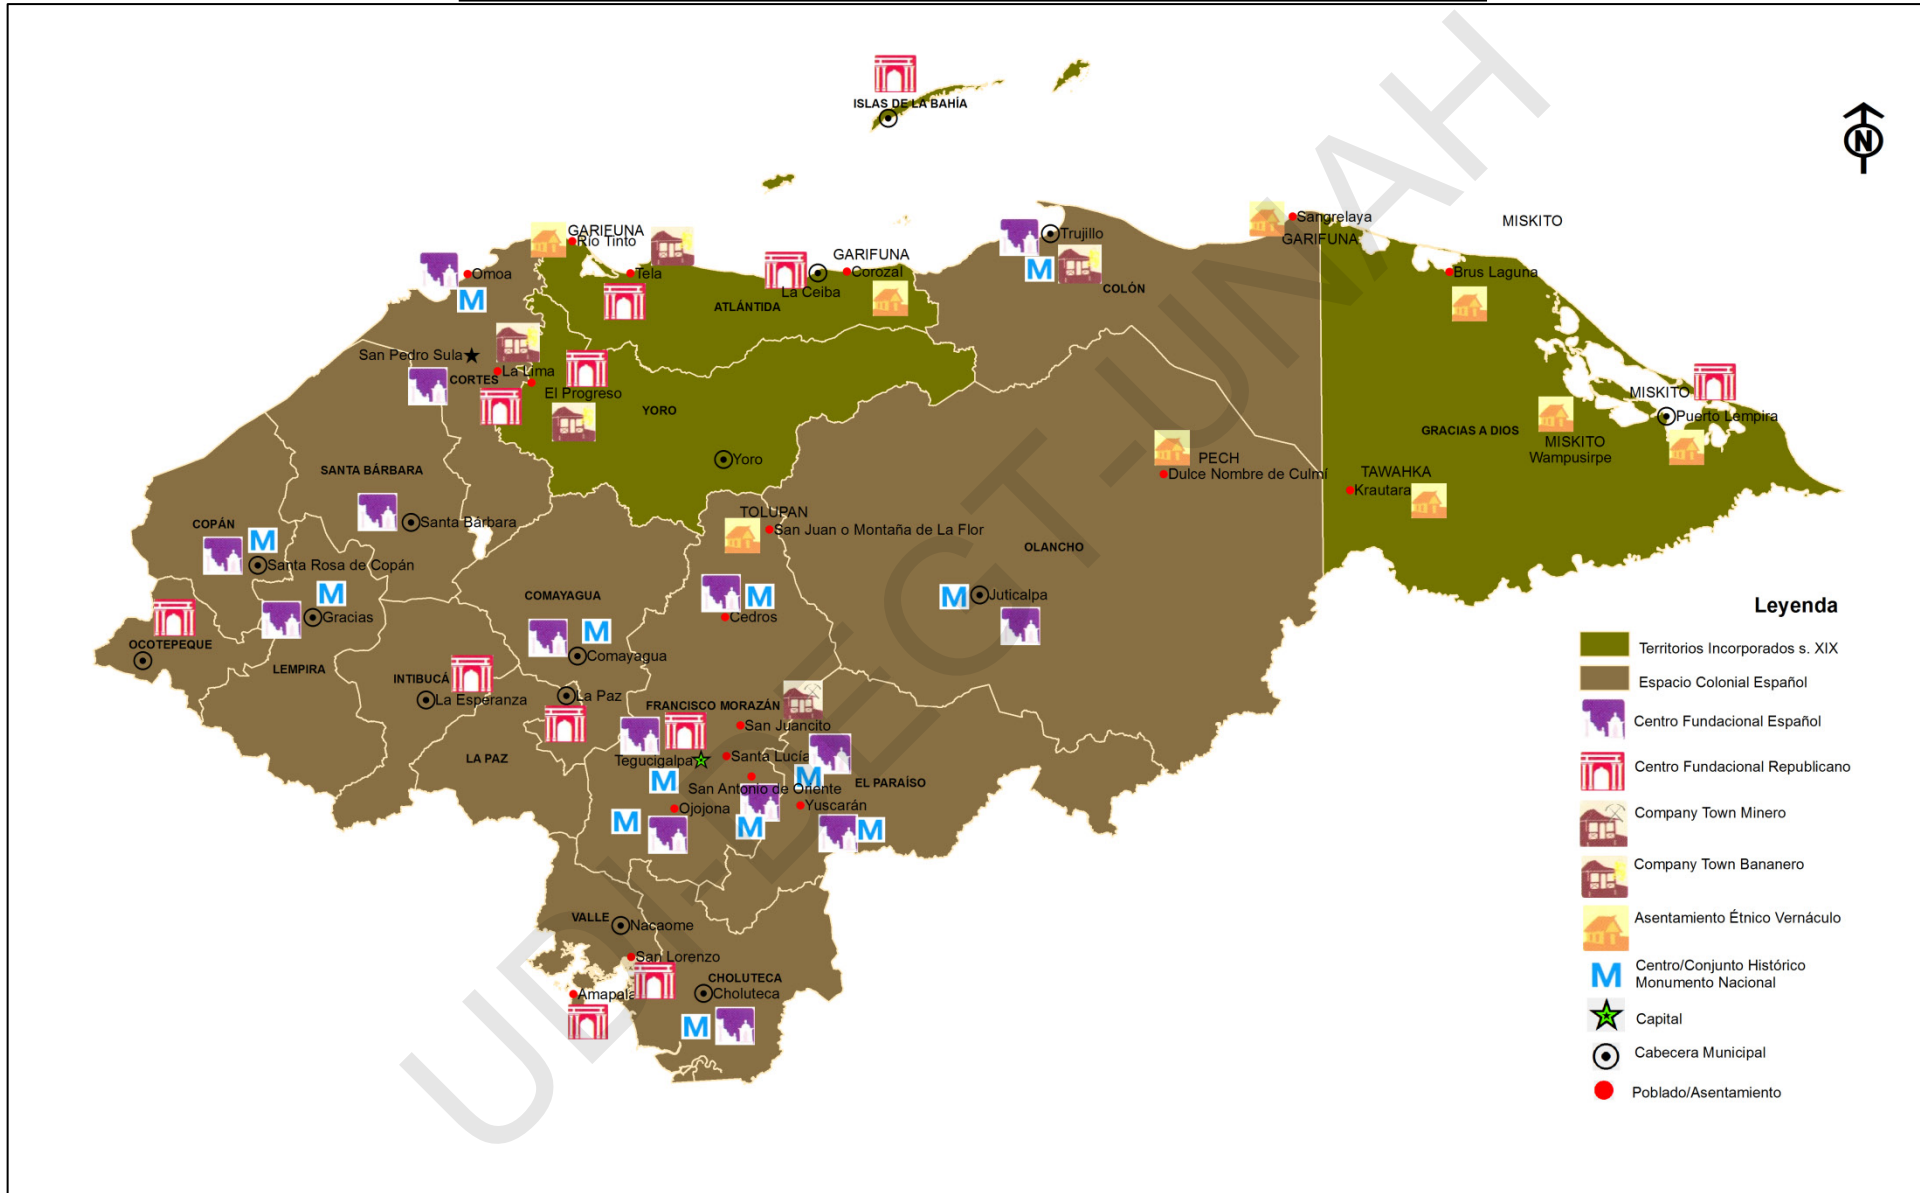 ISLAS DE LA BAHÍA
N
GARIFUNA
Río Tinto
Omoa
M
Tela
La Ceiba
GARIFUNA
Corozal
ATLÁNTIDA
Trujillo
M
COLÓN
Sangrelaya
GARIFUNA
MISKITO
Brus Laguna
San Pedro Sula
La Lima
CORTES
El Progreso
YORO
Yoro
MISKITO
Puerto Lempira
GRACIAS A DIOS
MISKITO
Wampusirpe
PECH
Dulce Nombre de Culmí
TAWAHKA
Krautara
SANTA BÁRBARA
Santa Bárbara
COPÁN
M
Santa Rosa de Copán
TOLUPAN
San Juan o Montaña de La Flor
OLANCHO
M
Juticalpa
M
Gracias
COMAYAGUA
M
Comayagua
M
Cedros
OCOTEPEQUE
LEMPIRA
INTIBUCÁ
La Esperanza
La Paz
LA PAZ
FRANCISCO MORAZÁN
San Juancito
Tegucigalpa
Santa Lucía
M
M
EL PARAÍSO
San Antonio de Oriente
Ojojona
Yuscarán
M
M
M
VALLE
Nacaome
San Lorenzo
CHOLUTECA
Amapala
Choluteca
M
Leyenda
Territorios Incorporados s. XIX
Espacio Colonial Español
Centro Fundacional Español
Centro Fundacional Republicano
Company Town Minero
Company Town Bananero
Asentamiento Étnico Vernáculo
M
Centro/Conjunto Histórico
Monumento Nacional
Capital
Cabecera Municipal
Poblado/Asentamiento